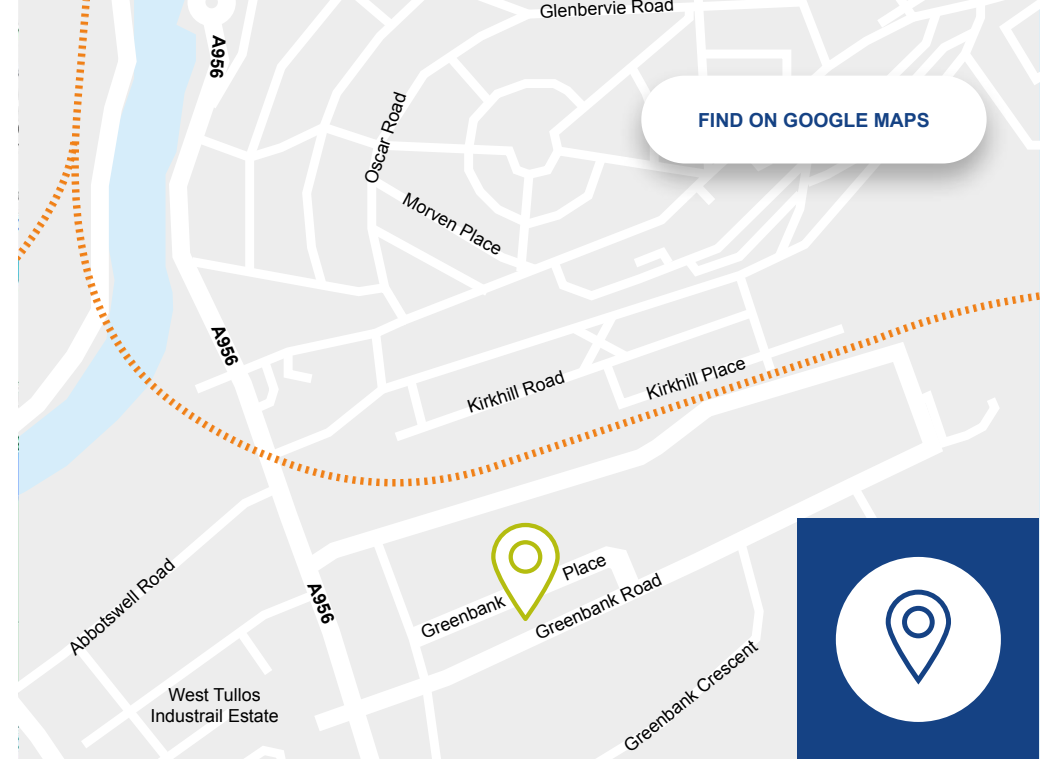 Glenbervie Road
A956
FIND ON GOOGLE MAPS
Oscar Road
Morven Place
A956
Kirkhill Road
Kirkhill Place
Abbotswell Road
A956
Greenbank Place
Greenbank Road
Greenbank Crescent
West Tullos
Industrail Estate